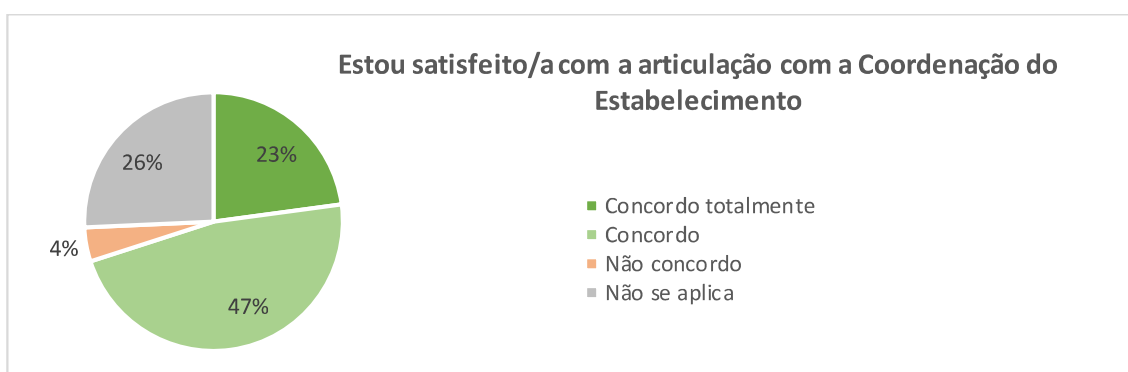 Estou satisfeito/a com a articulação com a Coordenação do
Estabelecimento
23%
26%
4%
47%
Concordo totalmente
Concordo
Não concordo
Não se aplica